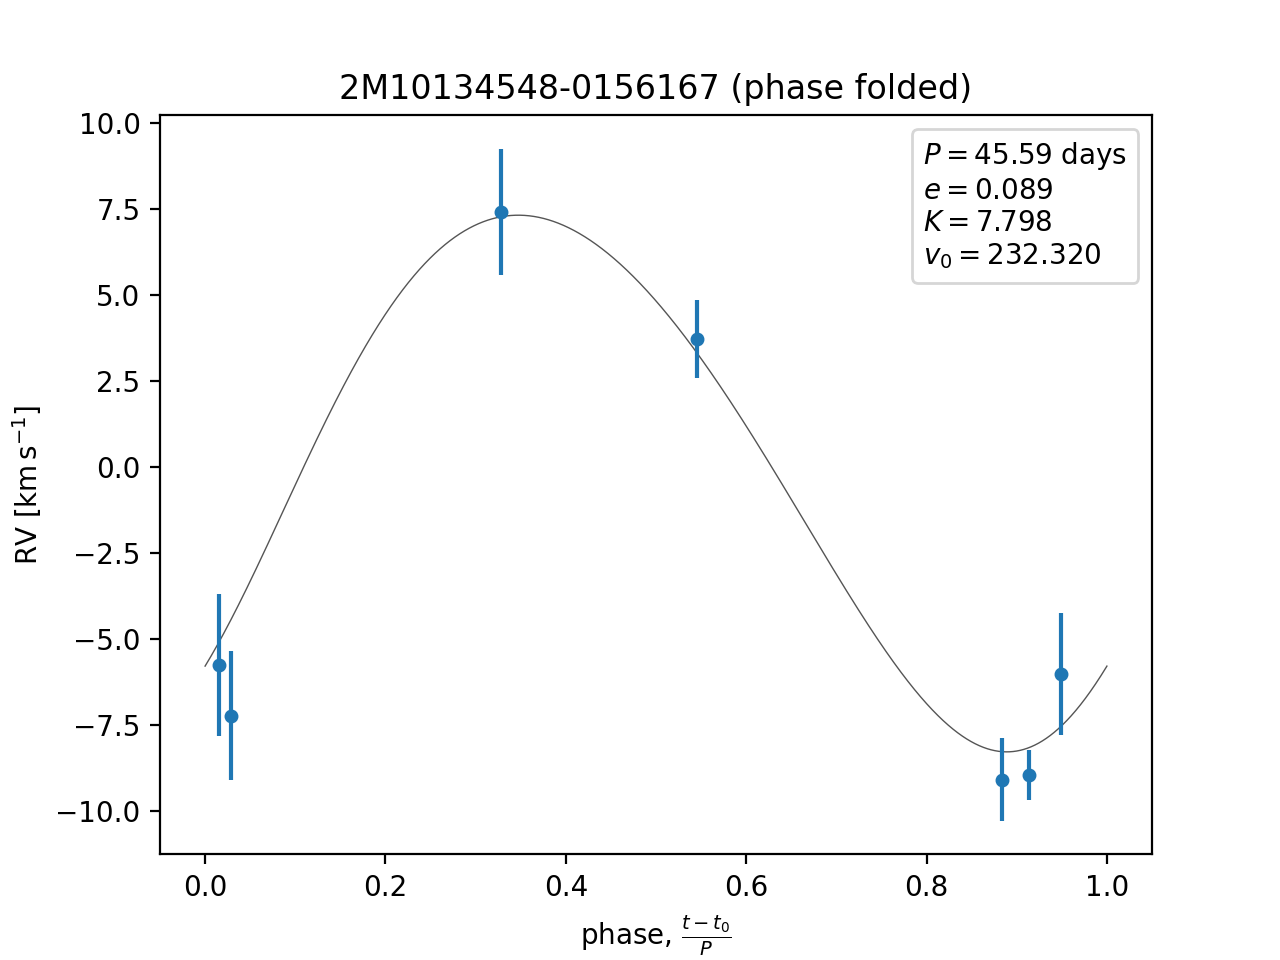 2M10134548-0156167 (phase folded)
P = 45.59 days
e = 0.089
K = 7.798
v₀ = 232.320
10.0
7.5
5.0
2.5
0.0
−2.5
−5.0
−7.5
−10.0
RV [km s⁻¹]
0.0 0.2 0.4 0.6 0.8 1.0
phase, (t − t₀)/P